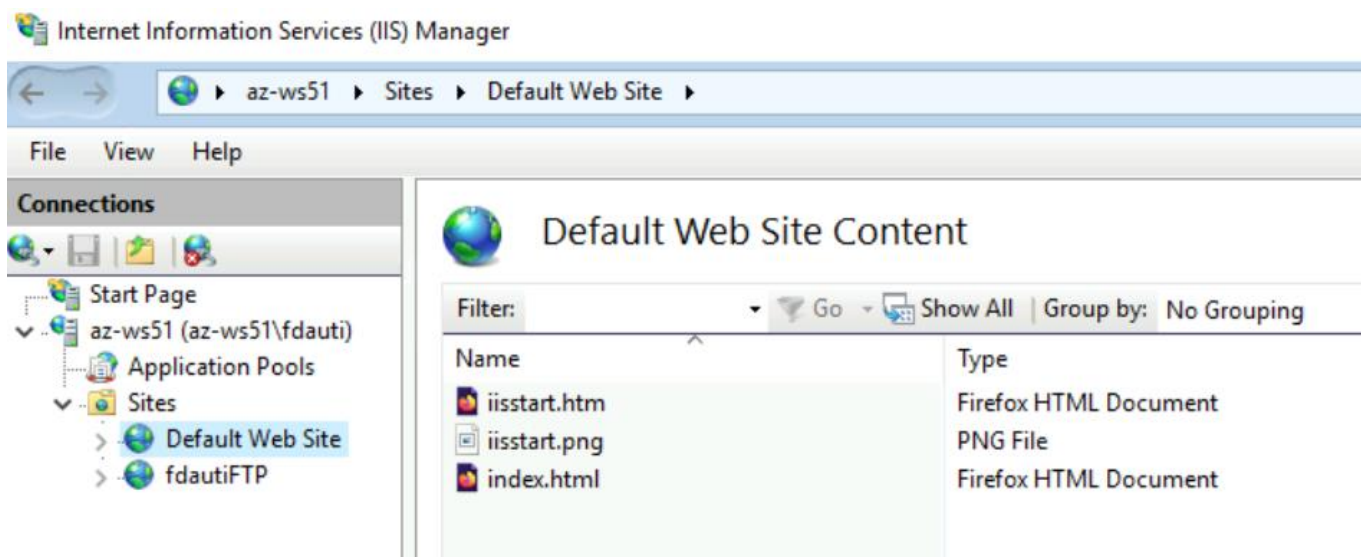 Internet Information Services (IIS) Manager
az-ws51 Sites Default Web Site
File View Help
Connections
Start Page
az-ws51 (az-ws51\fdauti)
Application Pools
Sites
Default Web Site
fdautiFTP
Default Web Site Content
Filter: Go Show All Group by: No Grouping
Name Type
iisstart.htm Firefox HTML Document
iisstart.png PNG File
index.html Firefox HTML Document